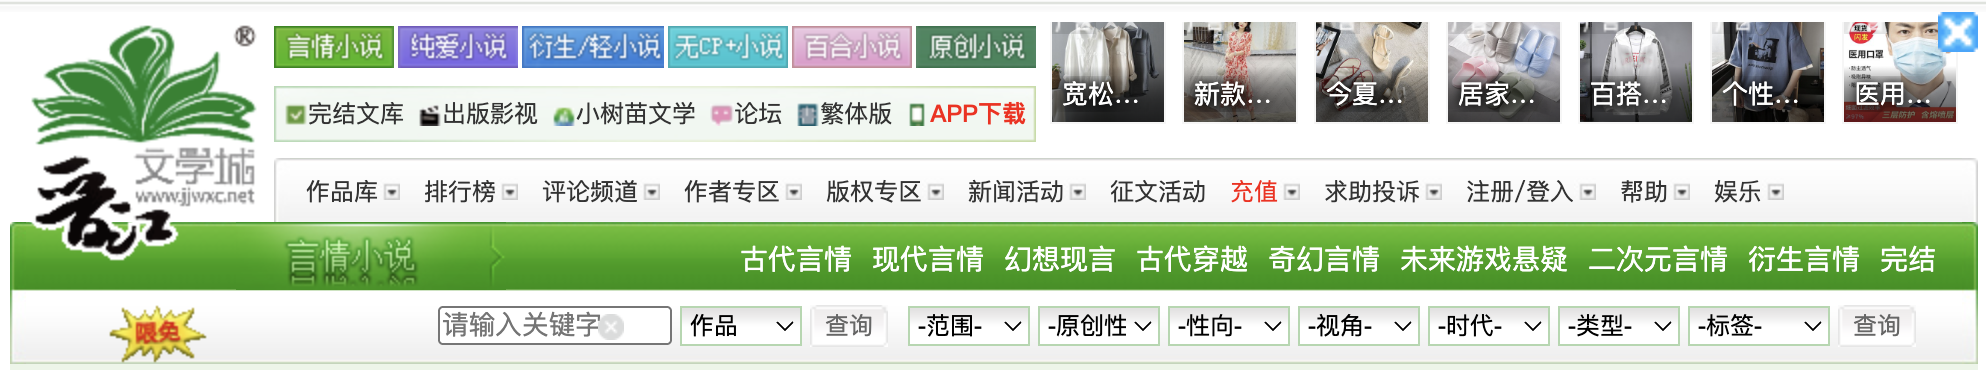 ®
言情小说 纯爱小说 衍生/轻小说 无CP+小说 百合小说 原创小说
完结文库 出版影视 小树苗文学 论坛 繁体版 APP下载
宽松... 新款... 今夏... 居家... 百搭... 个性... 医用...
医用口罩
文學城
www.jjwxc.net
晋江
作品库 排行榜 评论频道 作者专区 版权专区 新闻活动 征文活动 充值 求助投诉 注册/登入 帮助 娱乐
言情小说 古代言情 现代言情 幻想现言 古代穿越 奇幻言情 未来游戏悬疑 二次元言情 衍生言情 完结
限免 请输入关键字 作品 查询 -范围- -原创性 -性向- -视角- -时代- -类型- -标签- 查询